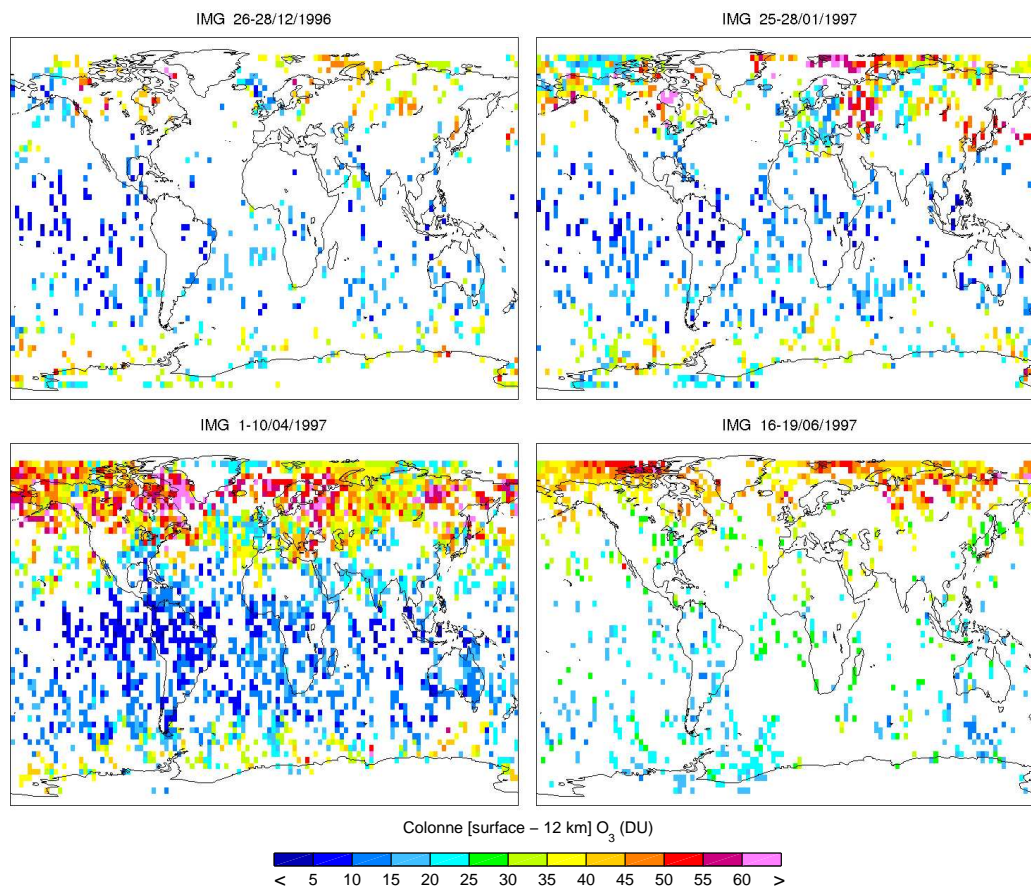 IMG 26-28/12/1996
IMG 25-28/01/1997
IMG 1-10/04/1997
IMG 16-19/06/1997
Colonne [surface − 12 km] O3 (DU)
< 5 10 15 20 25 30 35 40 45 50 55 60 >